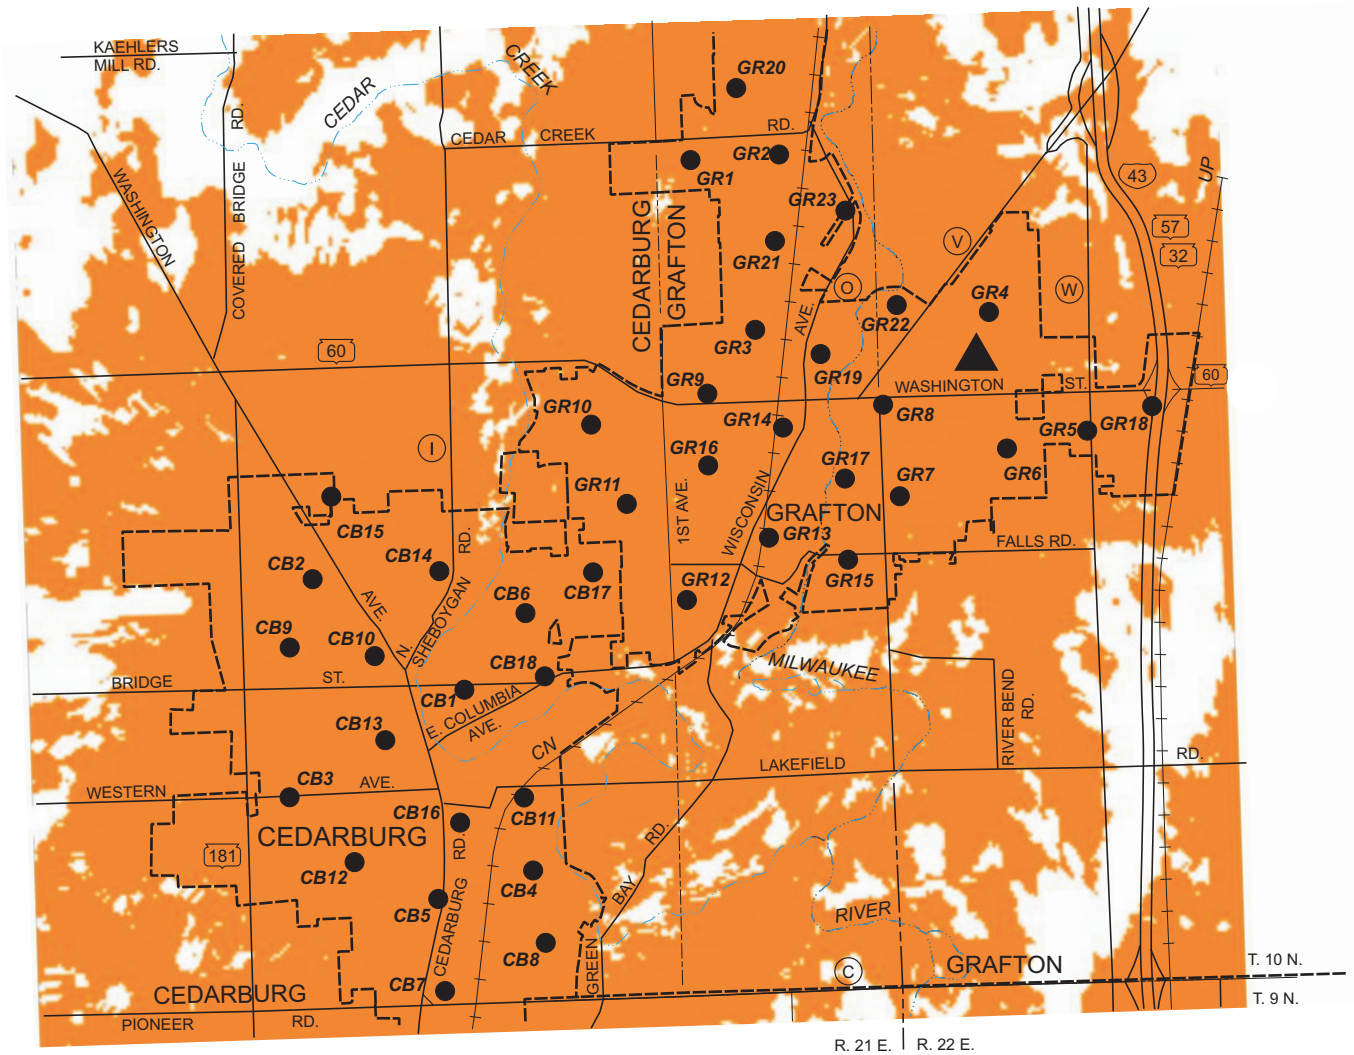 KAEHLERS
MILL RD.
CREEK
CEDAR
GR20
RD.
CEDAR CREEK
RD.
GR2
GR1
43
UP
WASHINGTON
COVERED BRIDGE
GR23
57
CEDARBURG
GRAFTON
V
32
GR21
O
W
GR4
GR22
AVE.
GR3
60
GR19
60
WASHINGTON ST.
GR9
GR10
GR14
GR8
GR5
GR18
I
GR16
GR17
GR6
GR11
GR7
1ST AVE.
WISCONSIN
GRAFTON
CB15
GR13
RD.
FALLS RD.
CB14
CB2
GR12
GR15
CB17
CB6
AVE.
N.
SHEBOYGAN
CB9
CB10
CB18
MILWAUKEE
BRIDGE ST.
CB1
E. COLUMBIA
AVE.
RIVER BEND
RD.
CB13
CN
RD.
LAKEFIELD
CB3
AVE.
WESTERN
CB16
CB11
RD.
RD.
CEDARBURG
181
CB12
CB4
BAY
CB5
RIVER
CEDARBURG
GREEN
CB8
GRAFTON
C
T. 10 N.
CB7
CEDARBURG
T. 9 N.
PIONEER RD.
R. 21 E. R. 22 E.